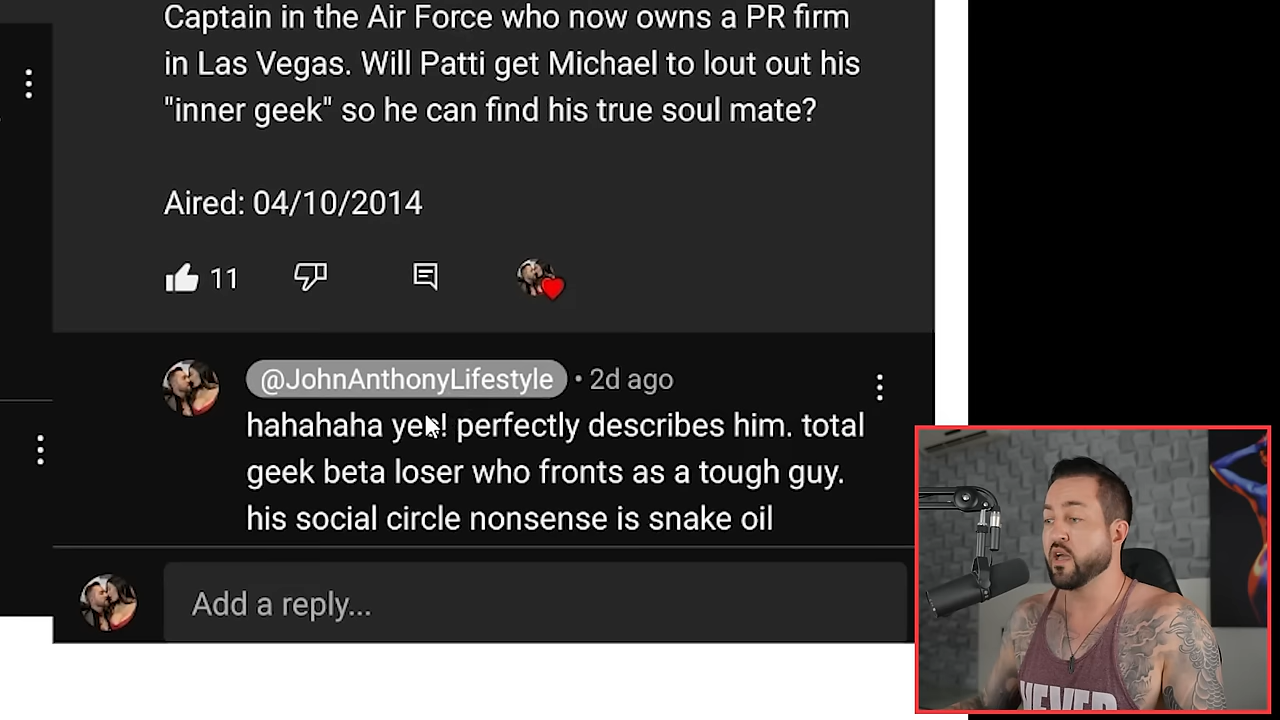 Captain in the Air Force who now owns a PR firm
in Las Vegas. Will Patti get Michael to lout out his
"inner geek" so he can find his true soul mate?
Aired: 04/10/2014
11
@JohnAnthonyLifestyle • 2d ago
hahahaha perfectly describes him. total
geek beta loser who fronts as a tough guy.
his social circle nonsense is snake oil
Add a reply...
NEVER